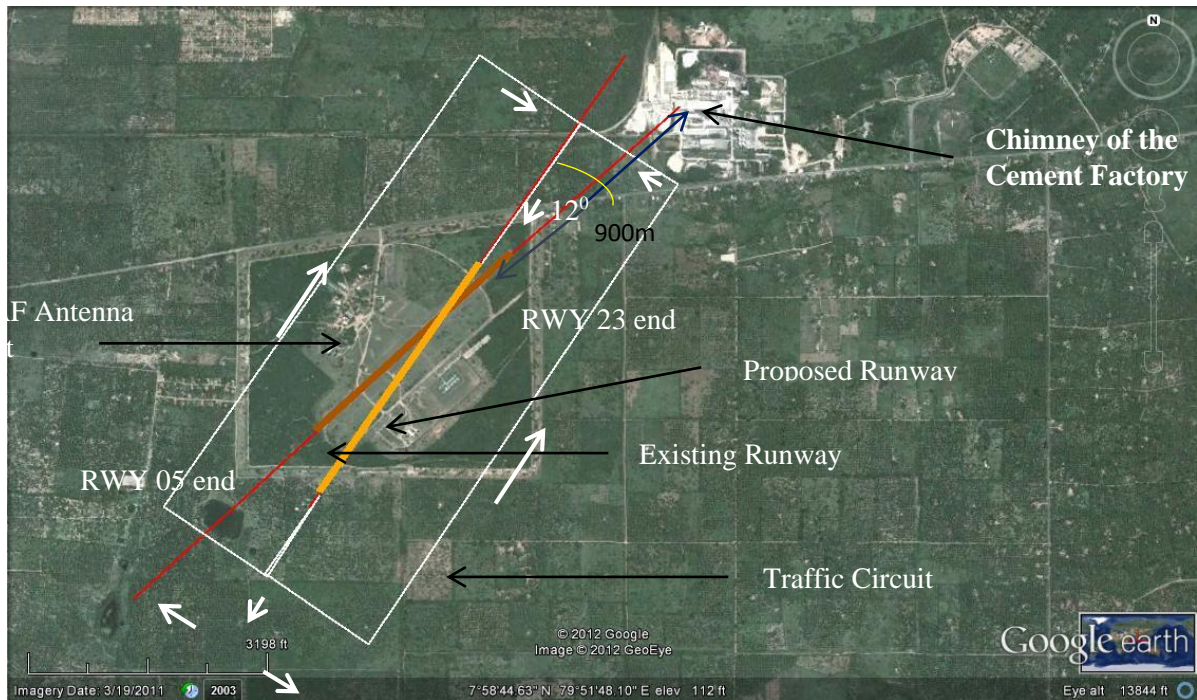 N
Chimney of the
Cement Factory
12⁰
900m
AF Antenna
RWY 23 end
Proposed Runway
Existing Runway
RWY 05 end
Traffic Circuit
3198 ft
© 2012 Google
Image © 2012 GeoEye
Google earth
Imagery Date: 3/19/2011
2003
7°58'44.63" N 79°51'48.10" E elev 112 ft
Eye alt 13844 ft